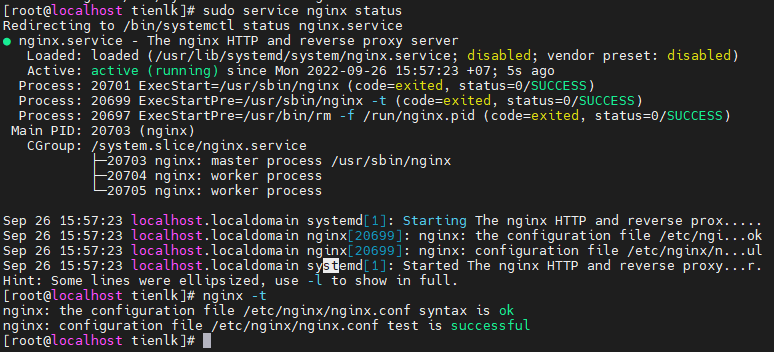 [root@localhost tienlk]# sudo service nginx status
Redirecting to /bin/systemctl status nginx.service
● nginx.service - The nginx HTTP and reverse proxy server
   Loaded: loaded (/usr/lib/systemd/system/nginx.service; disabled; vendor preset: disabled)
   Active: active (running) since Mon 2022-09-26 15:57:23 +07; 5s ago
  Process: 20701 ExecStart=/usr/sbin/nginx (code=exited, status=0/SUCCESS)
  Process: 20699 ExecStartPre=/usr/sbin/nginx -t (code=exited, status=0/SUCCESS)
  Process: 20697 ExecStartPre=/usr/bin/rm -f /run/nginx.pid (code=exited, status=0/SUCCESS)
 Main PID: 20703 (nginx)
   CGroup: /system.slice/nginx.service
           ├─20703 nginx: master process /usr/sbin/nginx
           ├─20704 nginx: worker process
           └─20705 nginx: worker process
Sep 26 15:57:23 localhost.localdomain systemd[1]: Starting The nginx HTTP and reverse prox.....
Sep 26 15:57:23 localhost.localdomain nginx[20699]: nginx: the configuration file /etc/ngi...ok
Sep 26 15:57:23 localhost.localdomain nginx[20699]: nginx: configuration file /etc/nginx/n...ul
Sep 26 15:57:23 localhost.localdomain systemd[1]: Started The nginx HTTP and reverse proxy...r.
Hint: Some lines were ellipsized, use -l to show in full.
[root@localhost tienlk]# nginx -t
nginx: the configuration file /etc/nginx/nginx.conf syntax is ok
nginx: configuration file /etc/nginx/nginx.conf test is successful
[root@localhost tienlk]#